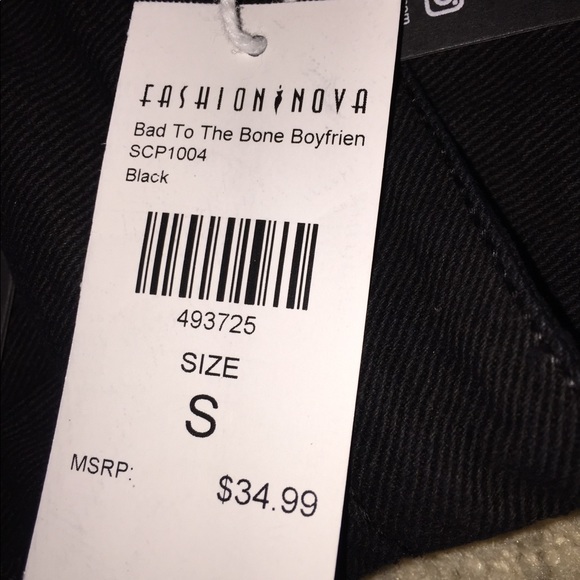 FASHION NOVA
Bad To The Bone Boyfrien
SCP1004
Black
493725
SIZE
S
MSRP: $34.99